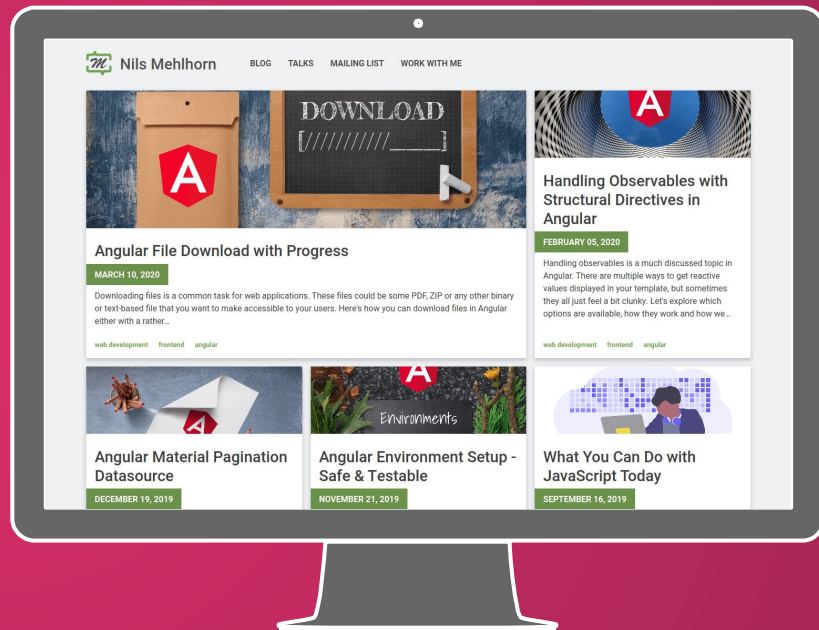 Nils Mehlhorn
BLOG TALKS MAILING LIST WORK WITH ME
DOWNLOAD
[///////////_____]
Angular File Download with Progress
MARCH 10, 2020
Downloading files is a common task for web applications. These files could be some PDF, ZIP or any other binary
or text-based file that you want to make accessible to your users. Here's how you can download files in Angular
either with a rather...
web development frontend angular
Handling Observables with
Structural Directives in
Angular
FEBRUARY 05, 2020
Handling observables is a much discussed topic in
Angular. There are multiple ways to get reactive
values displayed in your template, but sometimes
they all just feel a bit clunky. Let's explore which
options are available, how they work and how we...
web development frontend angular
Angular Material Pagination
Datasource
DECEMBER 19, 2019
Environments
Angular Environment Setup -
Safe & Testable
NOVEMBER 21, 2019
What You Can Do with
JavaScript Today
SEPTEMBER 16, 2019